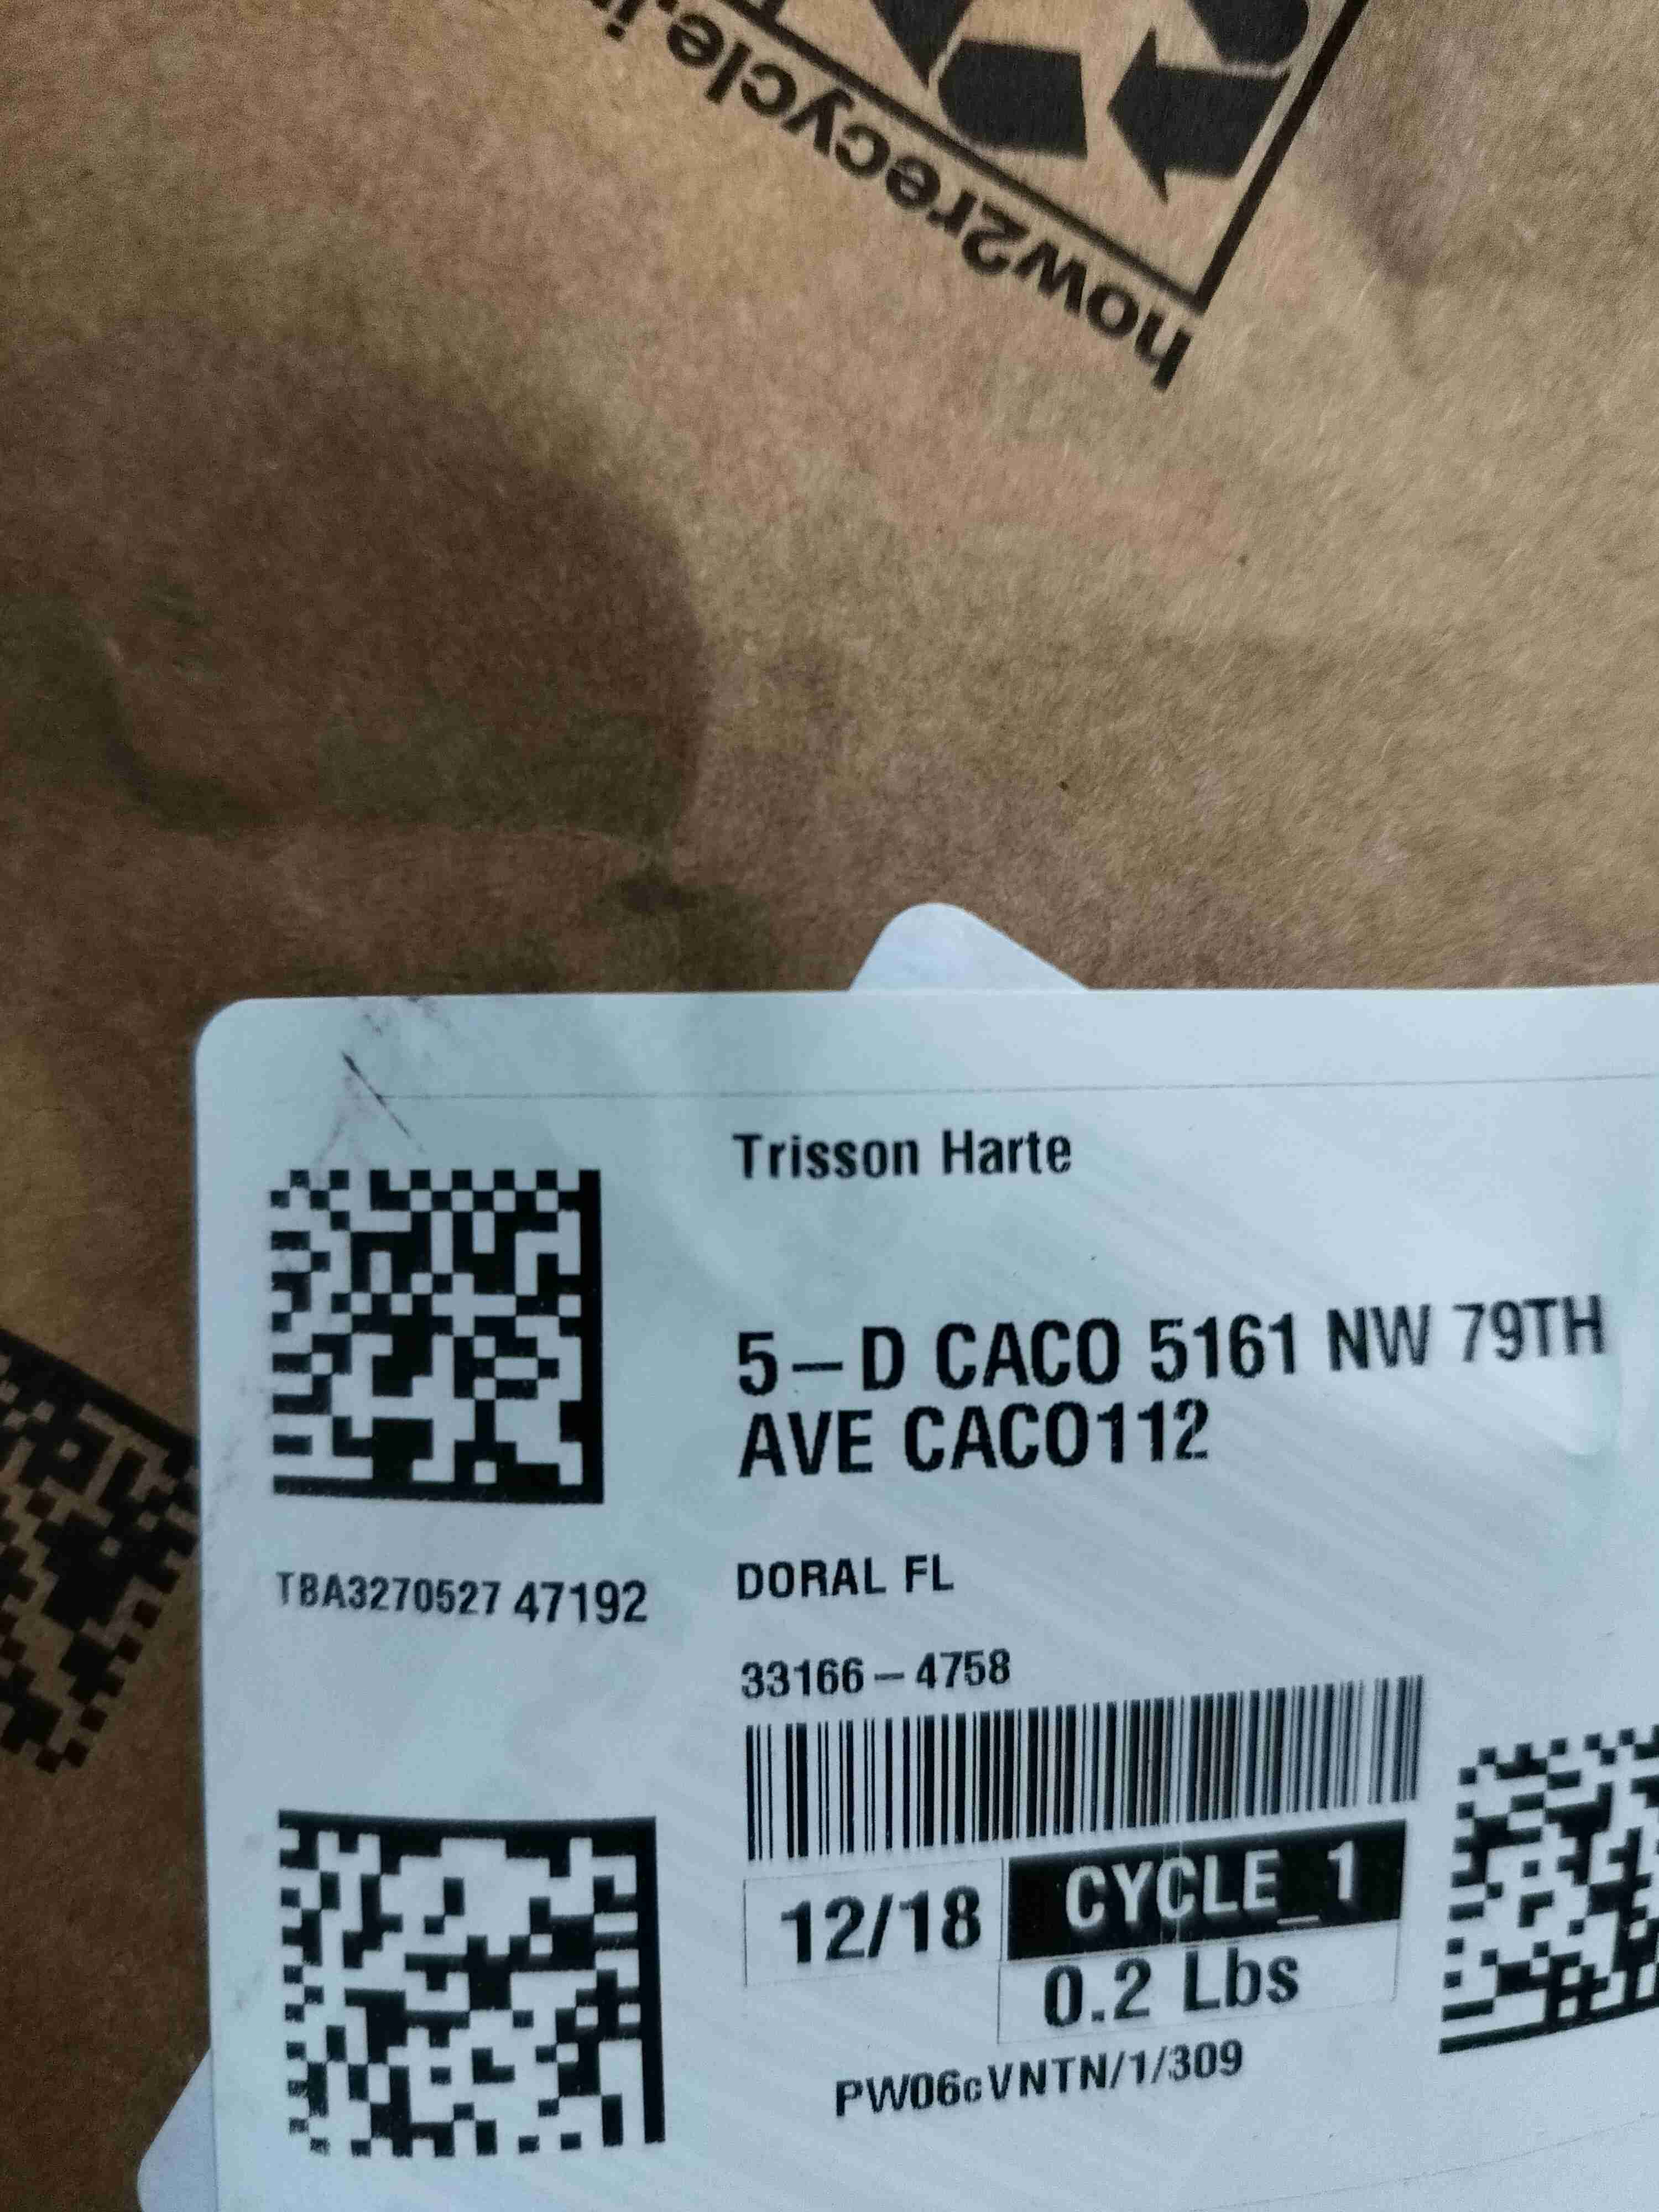 how2recycle.in
Trisson Harte
5-D CACO 5161 NW 79TH
AVE CACO112
TBA3270527 47192
DORAL FL
33166-4758
12/18
CYCLE_1
0.2 Lbs
PW06cVNTN/1/309